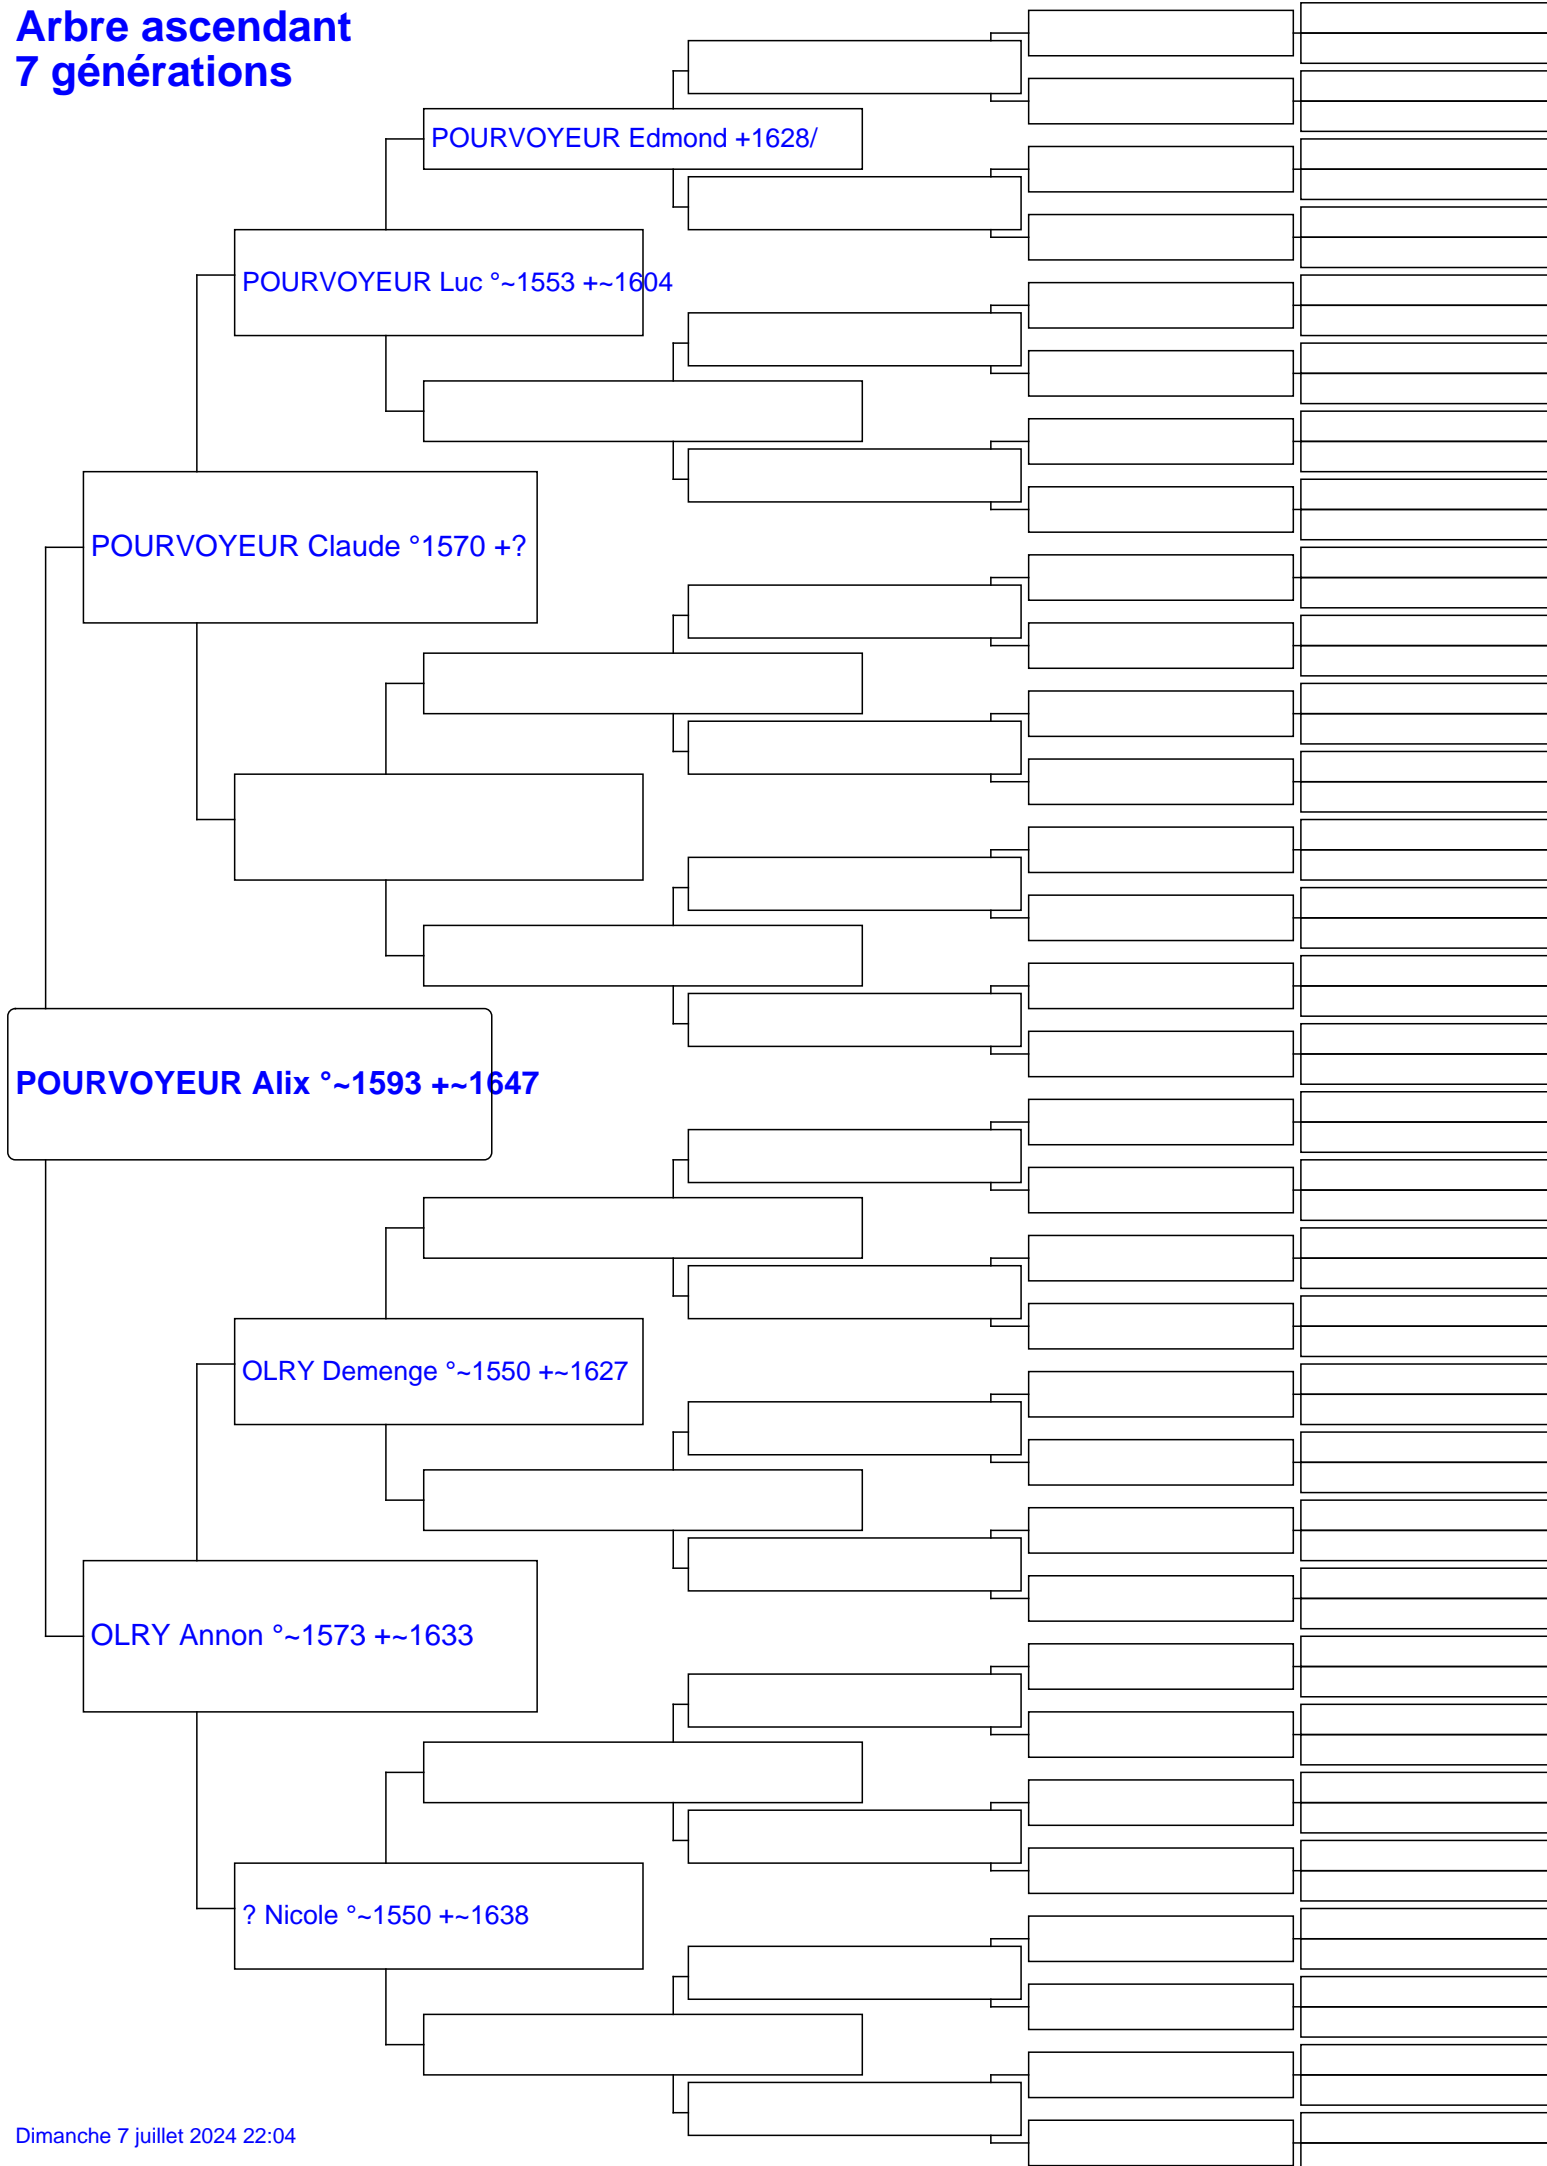 Arbre ascendant
7 générations
POURVOYEUR Edmond +1628/
POURVOYEUR Luc °~1553 +~1604
POURVOYEUR Claude °1570 +?
POURVOYEUR Alix °~1593 +~1647
OLRY Demenge °~1550 +~1627
OLRY Annon °~1573 +~1633
? Nicole °~1550 +~1638
Dimanche 7 juillet 2024 22:04